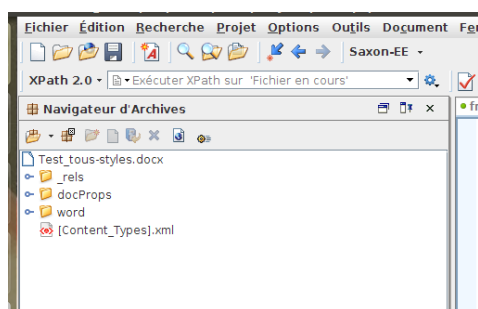 Fichier Édition Recherche Projet Options Outils Document
Saxon-EE
XPath 2.0 Exécuter XPath sur 'Fichier en cours'
Navigateur d'Archives
fr
Test_tous-styles.docx
_rels
docProps
word
[Content_Types].xml